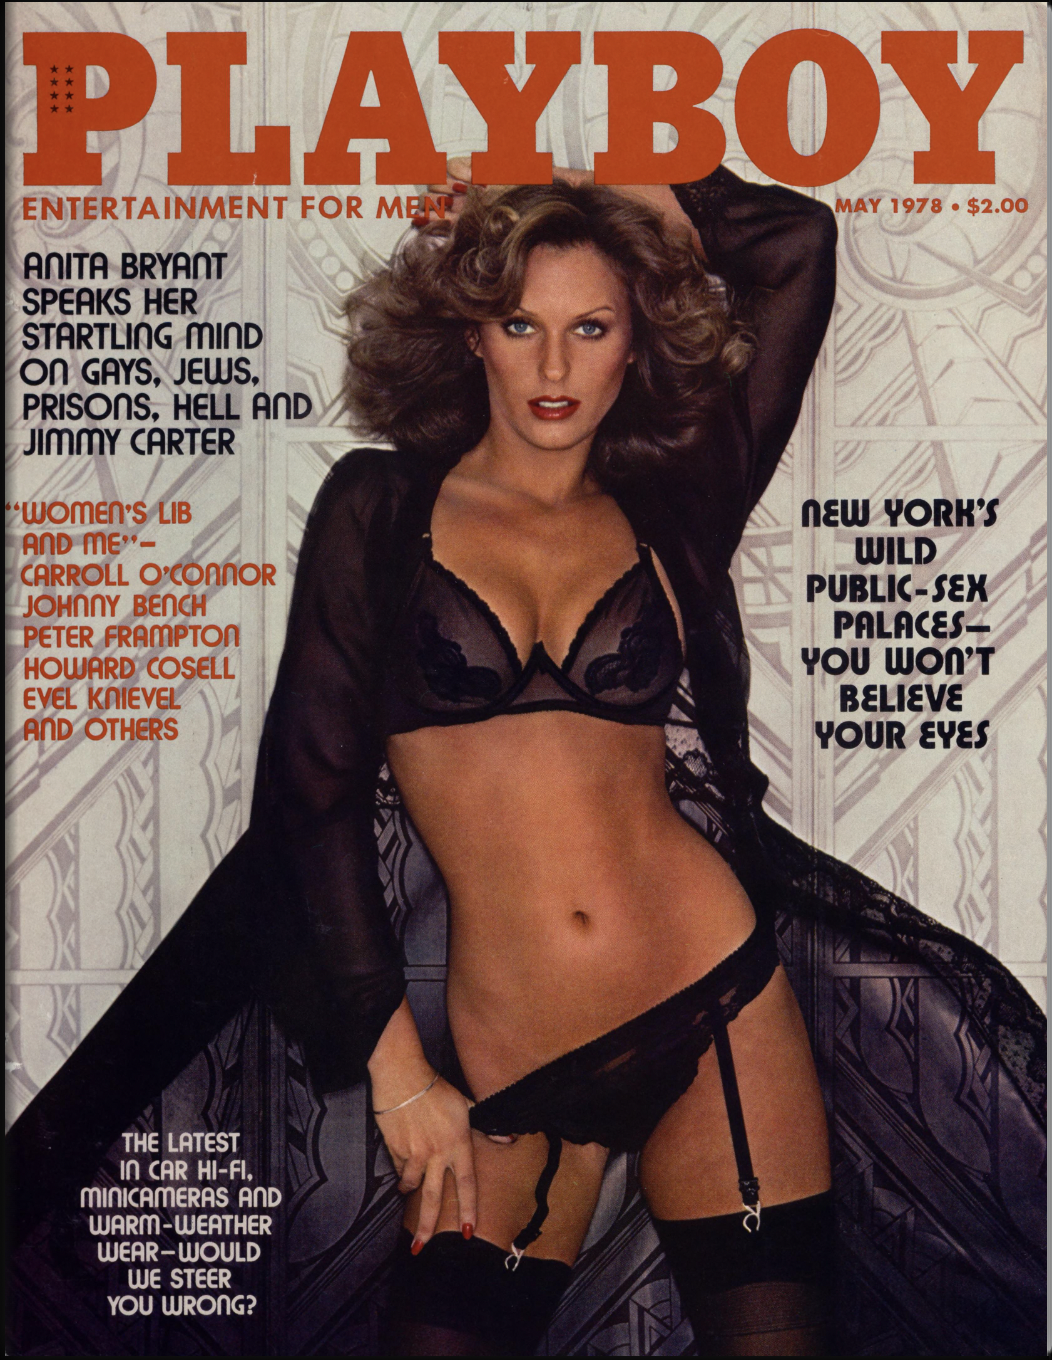 PLAYBOY
ENTERTAINMENT FOR MEN
MAY 1978 • $2.00
ANITA BRYANT
SPEAKS HER
STARTLING MIND
ON GAYS, JEWS,
PRISONS, HELL AND
JIMMY CARTER
“WOMEN'S LIB
AND ME”—
CARROLL O'CONNOR
JOHNNY BENCH
PETER FRAMPTON
HOWARD COSELL
EVEL KNIEVEL
AND OTHERS
NEW YORK'S
WILD
PUBLIC-SEX
PALACES—
YOU WON'T
BELIEVE
YOUR EYES
THE LATEST
IN CAR HI-FI,
MINICAMERAS AND
WARM-WEATHER
WEAR—WOULD
WE STEER
YOU WRONG?